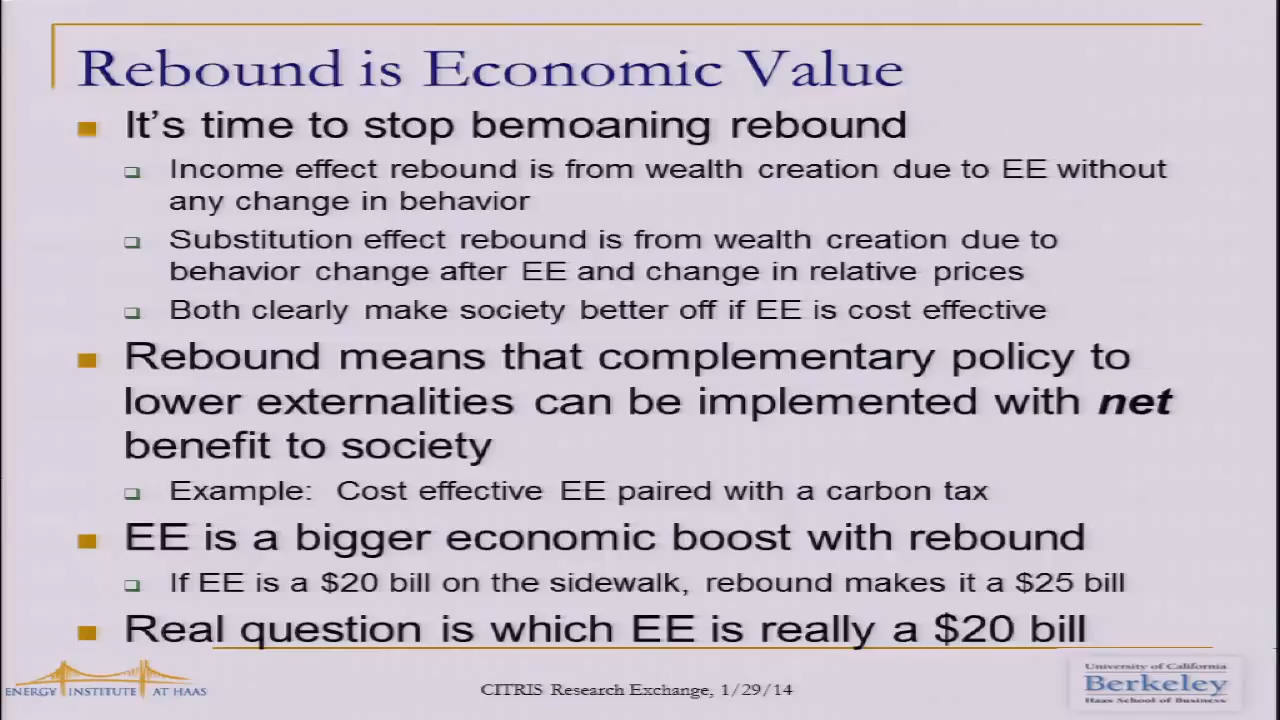 Rebound is Economic Value
It's time to stop bemoaning rebound
Income effect rebound is from wealth creation due to EE without
any change in behavior
Substitution effect rebound is from wealth creation due to
behavior change after EE and change in relative prices
Both clearly make society better off if EE is cost effective
Rebound means that complementary policy to
lower externalities can be implemented with net
benefit to society
Example: Cost effective EE paired with a carbon tax
EE is a bigger economic boost with rebound
If EE is a $20 bill on the sidewalk, rebound makes it a $25 bill
Real question is which EE is really a $20 bill
ENERGY INSTITUTE AT HAAS
CITRIS Research Exchange, 1/29/14
University of California
Berkeley
Haas School of Business